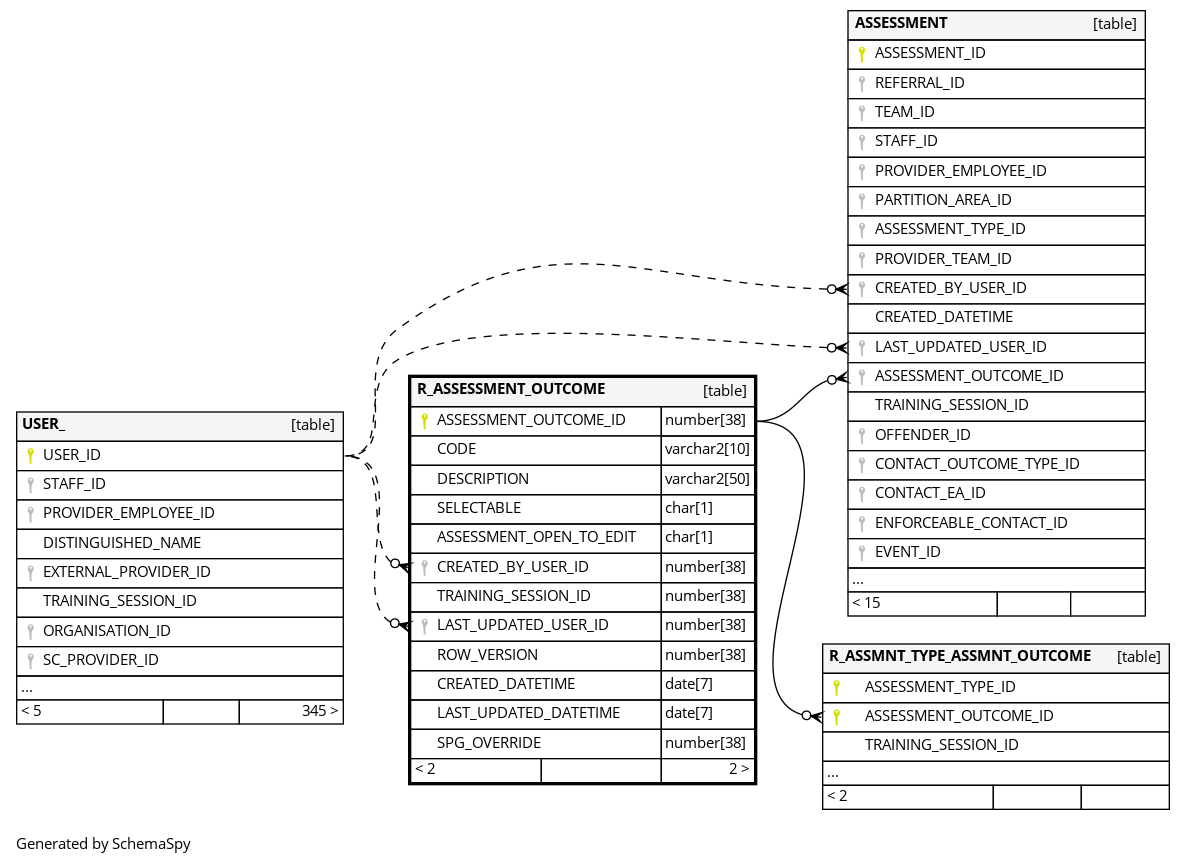 ASSESSMENT [table]
ASSESSMENT_ID
REFERRAL_ID
TEAM_ID
STAFF_ID
PROVIDER_EMPLOYEE_ID
PARTITION_AREA_ID
ASSESSMENT_TYPE_ID
PROVIDER_TEAM_ID
CREATED_BY_USER_ID
CREATED_DATETIME
LAST_UPDATED_USER_ID
ASSESSMENT_OUTCOME_ID
TRAINING_SESSION_ID
OFFENDER_ID
CONTACT_OUTCOME_TYPE_ID
CONTACT_EA_ID
ENFORCEABLE_CONTACT_ID
EVENT_ID
...
< 15
R_ASSESSMENT_OUTCOME [table]
ASSESSMENT_OUTCOME_ID number[38]
CODE varchar2[10]
DESCRIPTION varchar2[50]
SELECTABLE char[1]
ASSESSMENT_OPEN_TO_EDIT char[1]
CREATED_BY_USER_ID number[38]
TRAINING_SESSION_ID number[38]
LAST_UPDATED_USER_ID number[38]
ROW_VERSION number[38]
CREATED_DATETIME date[7]
LAST_UPDATED_DATETIME date[7]
SPG_OVERRIDE number[38]
< 2 2 >
USER_ [table]
USER_ID
STAFF_ID
PROVIDER_EMPLOYEE_ID
DISTINGUISHED_NAME
EXTERNAL_PROVIDER_ID
TRAINING_SESSION_ID
ORGANISATION_ID
SC_PROVIDER_ID
...
< 5 345 >
R_ASSMNT_TYPE_ASSMNT_OUTCOME [table]
ASSESSMENT_TYPE_ID
ASSESSMENT_OUTCOME_ID
TRAINING_SESSION_ID
...
< 2
Generated by SchemaSpy